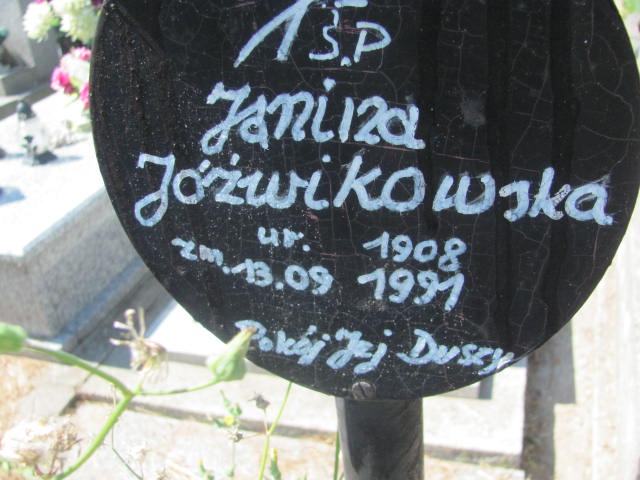 Ś.P
Janina
Jóźwikowska
ur. 1908
zm. 13.09 1991
Pokój Jej Duszy